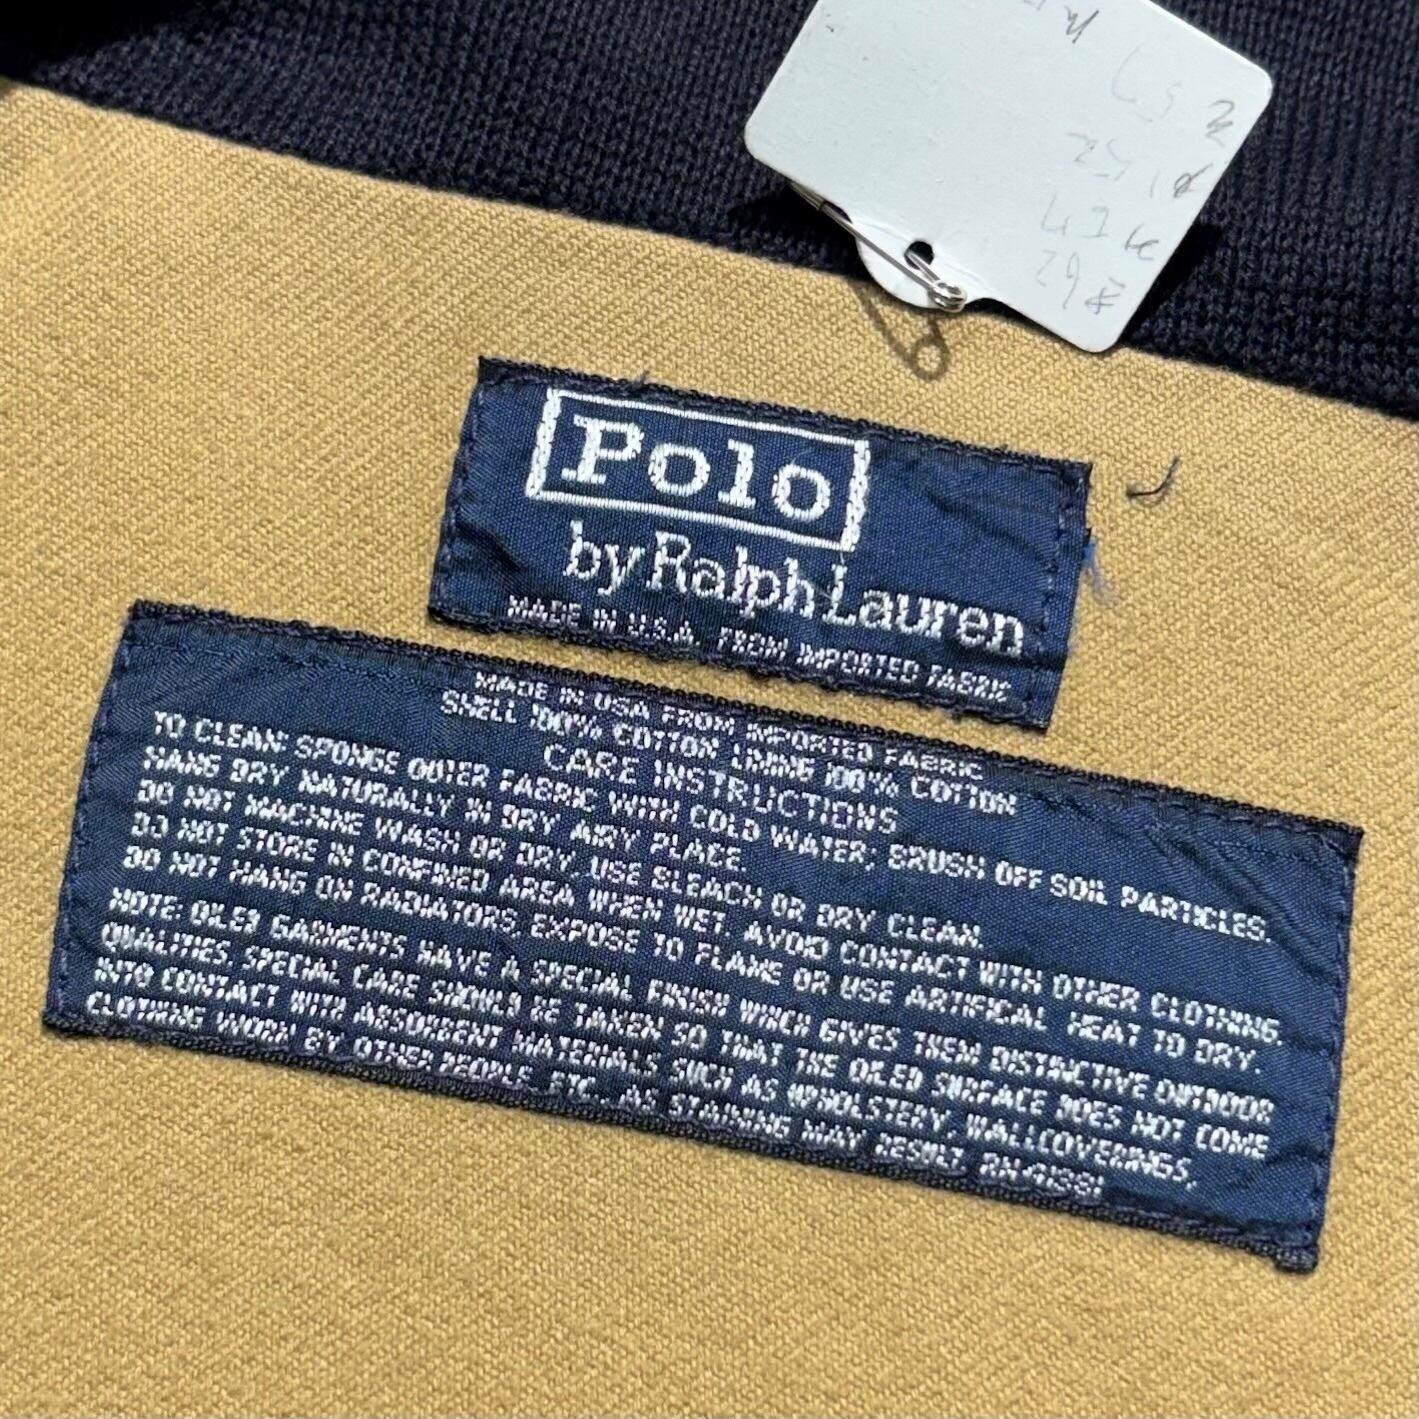 Polo
by Ralph Lauren
MADE IN U.S.A. FROM IMPORTED FABRIC
MADE IN USA FROM IMPORTED FABRIC
SHELL 100% COTTON LINING 100% COTTON
CARE INSTRUCTIONS
TO CLEAN: SPONGE OUTER FABRIC WITH COLD WATER; BRUSH OFF SOIL PARTICLES.
HANG DRY NATURALLY IN DRY AIRY PLACE.
DO NOT MACHINE WASH OR DRY, USE BLEACH OR DRY CLEAN.
DO NOT STORE IN CONFINED AREA WHEN WET. AVOID CONTACT WITH OTHER CLOTHING.
DO NOT HANG ON RADIATORS, EXPOSE TO FLAME OR USE ARTIFICAL HEAT TO DRY.
NOTE: OILED GARMENTS HAVE A SPECIAL FINISH WHICH GIVES THEM DISTINCTIVE OUTDOOR
QUALITIES. SPECIAL CARE SHOULD BE TAKEN SO THAT THE OILED SURFACE DOES NOT COME
INTO CONTACT WITH ABSORBENT MATERIALS SUCH AS UPHOLSTERY, WALLCOVERINGS,
CLOTHING WORN BY OTHER PEOPLE, ETC., AS STAINING MAY RESULT. RN-41381